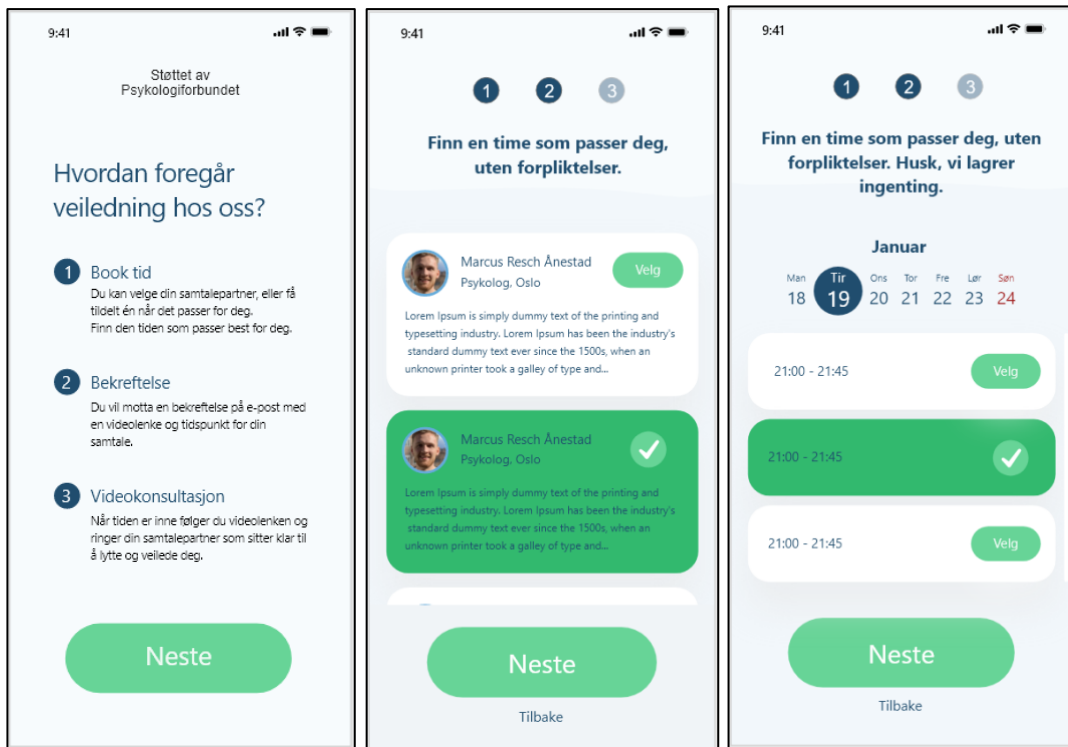 9:41
Støttet av
Psykologiforbundet
Hvordan foregår
veiledning hos oss?
1 Book tid
Du kan velge din samtalepartner, eller få
tildelt én når det passer for deg.
Finn den tiden som passer best for deg.
2 Bekreftelse
Du vil motta en bekreftelse på e-post med
en videolenke og tidspunkt for din
samtale.
3 Videokonsultasjon
Når tiden er inne følger du videolenken og
ringer din samtalepartner som sitter klar til
å lytte og veilede deg.
Neste
9:41
1 2 3
Finn en time som passer deg,
uten forpliktelser.
Marcus Resch Ånestad
Psykolog, Oslo
Velg
Lorem Ipsum is simply dummy text of the printing and
typesetting industry. Lorem Ipsum has been the industry's
standard dummy text ever since the 1500s, when an
unknown printer took a galley of type and...
Marcus Resch Ånestad
Psykolog, Oslo
Lorem Ipsum is simply dummy text of the printing and
typesetting industry. Lorem Ipsum has been the industry's
standard dummy text ever since the 1500s, when an
unknown printer took a galley of type and...
Neste
Tilbake
9:41
1 2 3
Finn en time som passer deg, uten
forpliktelser. Husk, vi lagrer
ingenting.
Januar
Man Tir Ons Tor Fre Lør Søn
18 19 20 21 22 23 24
21:00 - 21:45 Velg
21:00 - 21:45
21:00 - 21:45 Velg
Neste
Tilbake